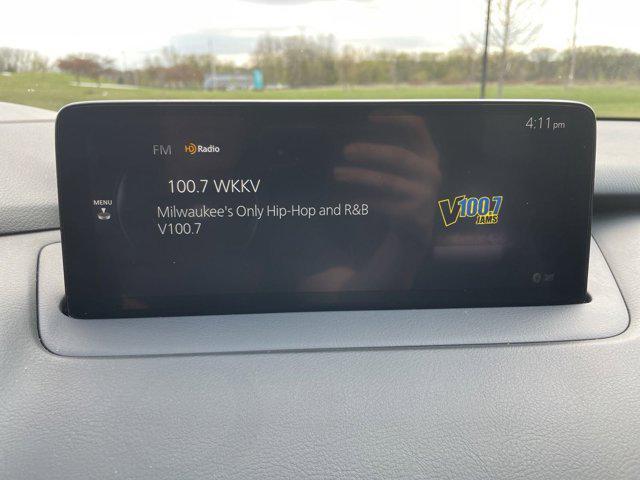 4:11 pm
FM HD Radio
100.7 WKKV
MENU
Milwaukee's Only Hip-Hop and R&B
V100.7
V100.7
JAMS